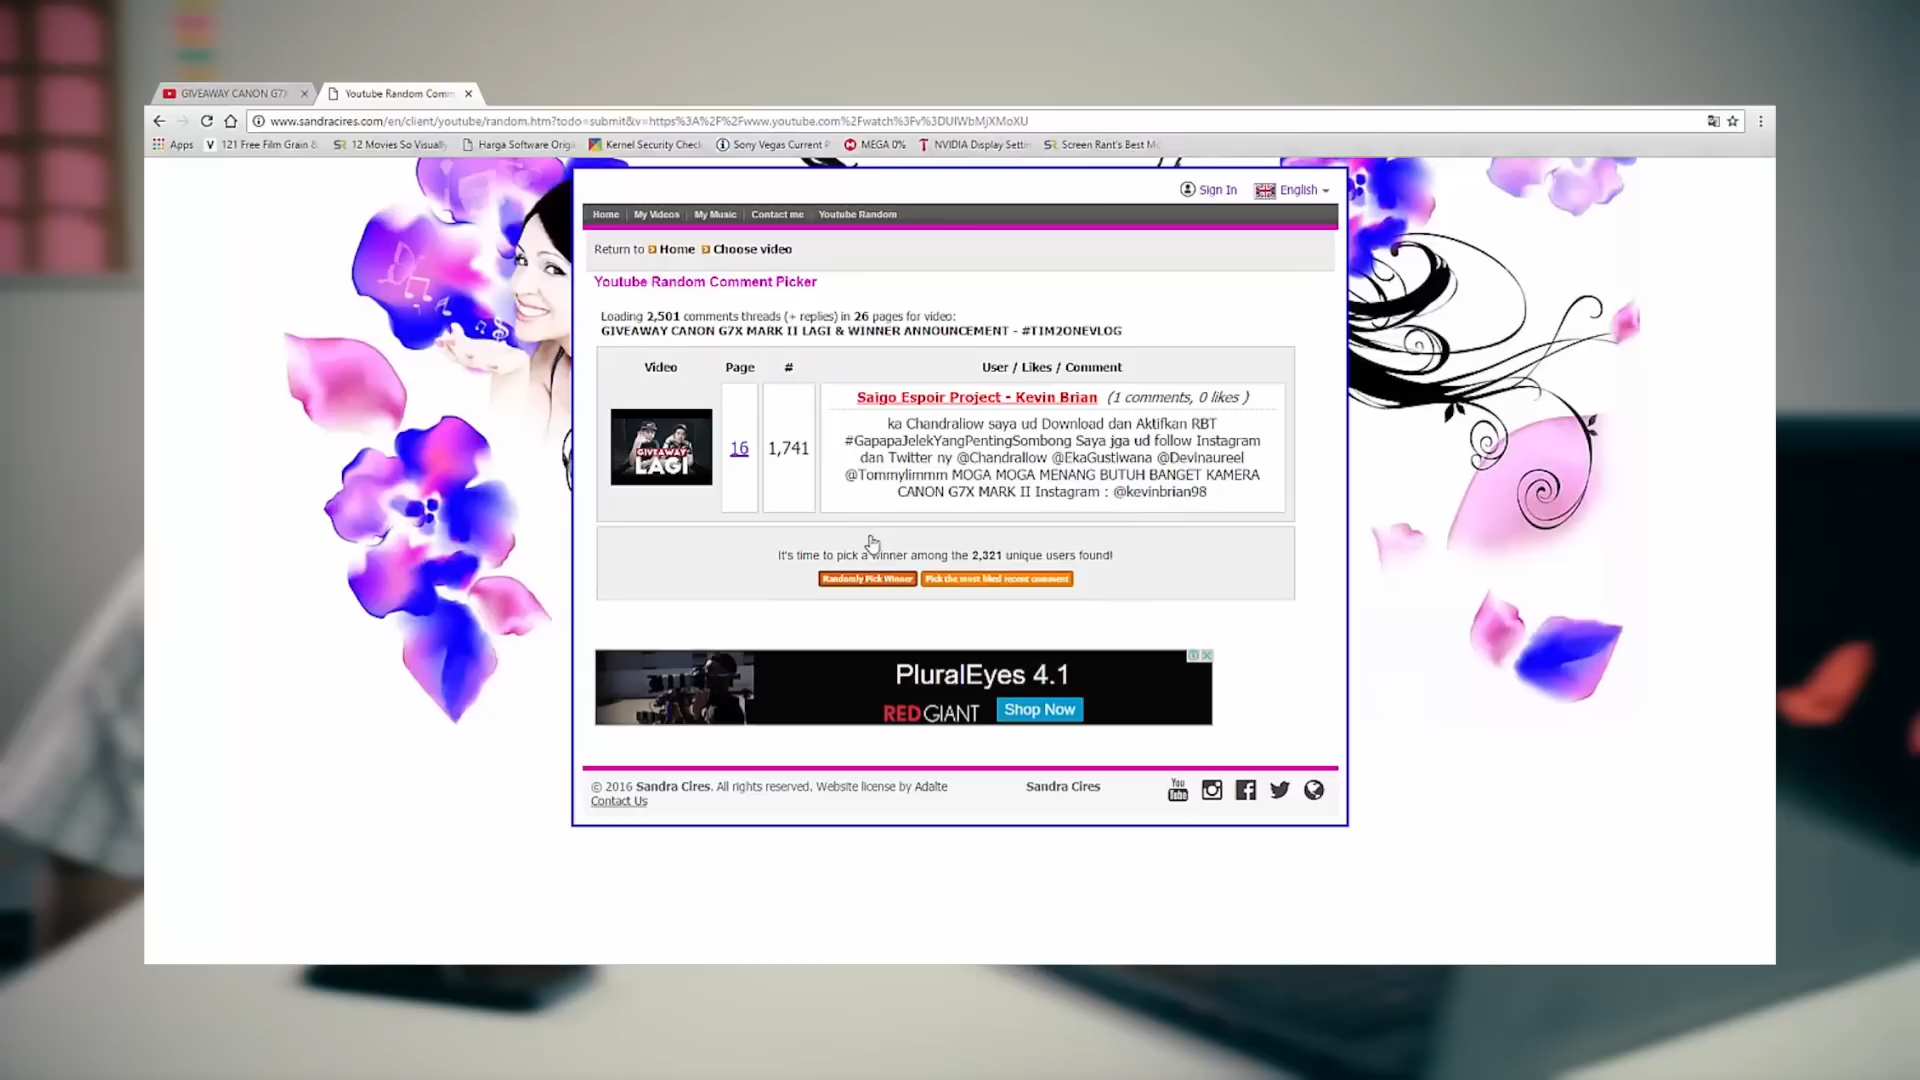 GIVEAWAY CANON G7X
Youtube Random Comm
www.sandracires.com/en/client/youtube/random.htm?todo=submit&v=https%3A%2F%2Fwww.youtube.com%2Fwatch%3Fv%3DUIWbMjXMoXU
Apps
121 Free Film Grain &
12 Movies So Visually
Harga Software Orig
Kernel Security Check
Sony Vegas Current P
MEGA 0%
NVIDIA Display Setti
Screen Rant's Best Mo
Sign In
English
Home
My Videos
My Music
Contact me
Youtube Random
Return to Home Choose video
Youtube Random Comment Picker
Loading 2,501 comments threads (+ replies) in 26 pages for video:
GIVEAWAY CANON G7X MARK II LAGI & WINNER ANNOUNCEMENT - #TIM2ONEVLOG
Video Page # User / Likes / Comment
Saigo Espoir Project - Kevin Brian (1 comments, 0 likes )
GIVEAWAY
LAGI
16
1,741
ka Chandraliow saya ud Download dan Aktifkan RBT
#GapapaJelekYangPentingSombong Saya jga ud follow Instagram
dan Twitter ny @Chandrallow @EkaGustiwana @Devinaureel
@Tommylimmm MOGA MOGA MENANG BUTUH BANGET KAMERA
CANON G7X MARK II Instagram : @kevinbrian98
It's time to pick a winner among the 2,321 unique users found!
Randomly Pick Winner
Pick the most liked recent comment
PluralEyes 4.1
RED GIANT
Shop Now
© 2016 Sandra Cires. All rights reserved. Website license by Adalte
Contact Us
Sandra Cires
You
Tube